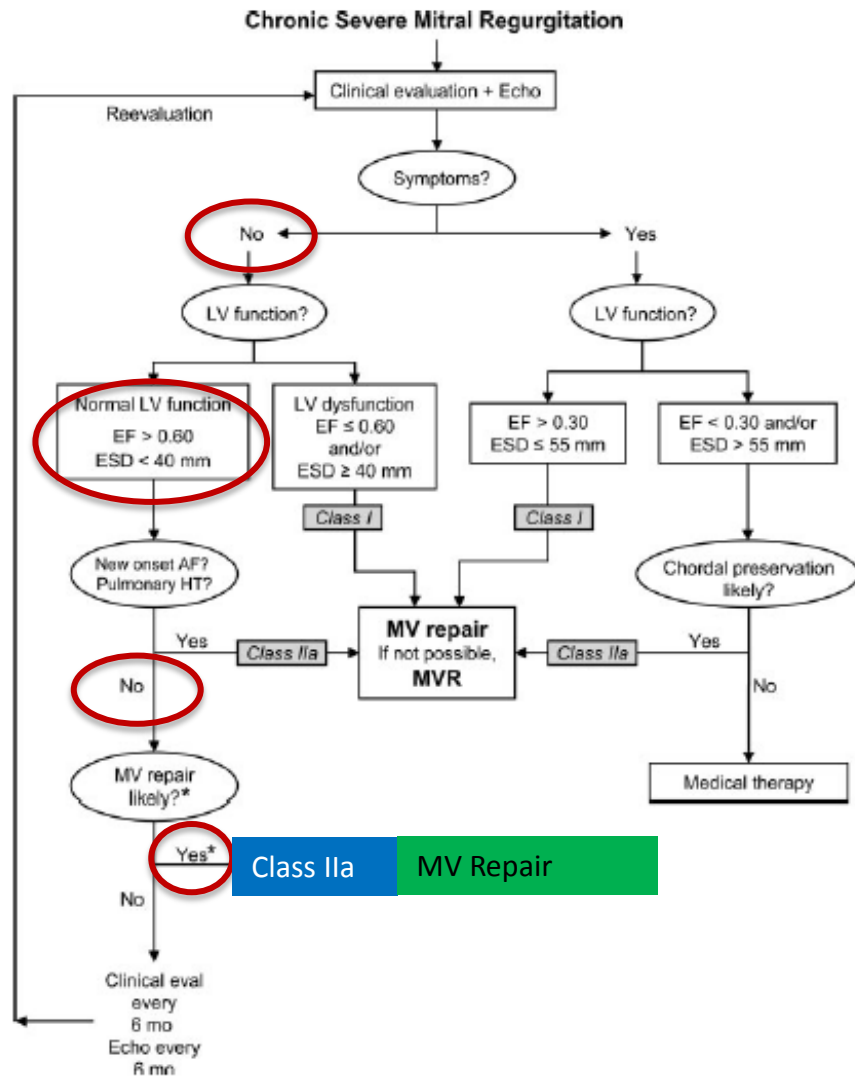 Chronic Severe Mitral Regurgitation
Clinical evaluation + Echo
Reevaluation
Symptoms?
No
Yes
LV function?
LV function?
Normal LV function
EF > 0.60
ESD < 40 mm
LV dysfunction
EF ≤ 0.60
and/or
ESD ≥ 40 mm
EF > 0.30
ESD ≤ 55 mm
EF < 0.30 and/or
ESD > 55 mm
Class I
Class I
New onset AF?
Pulmonary HT?
Chordal preservation
likely?
MV repair
If not possible,
MVR
Yes
Class IIa
Class IIa
Yes
No
No
MV repair
likely?*
Medical therapy
Yes*
Class IIa
MV Repair
No
Clinical eval
every
6 mo
Echo every
6 mo